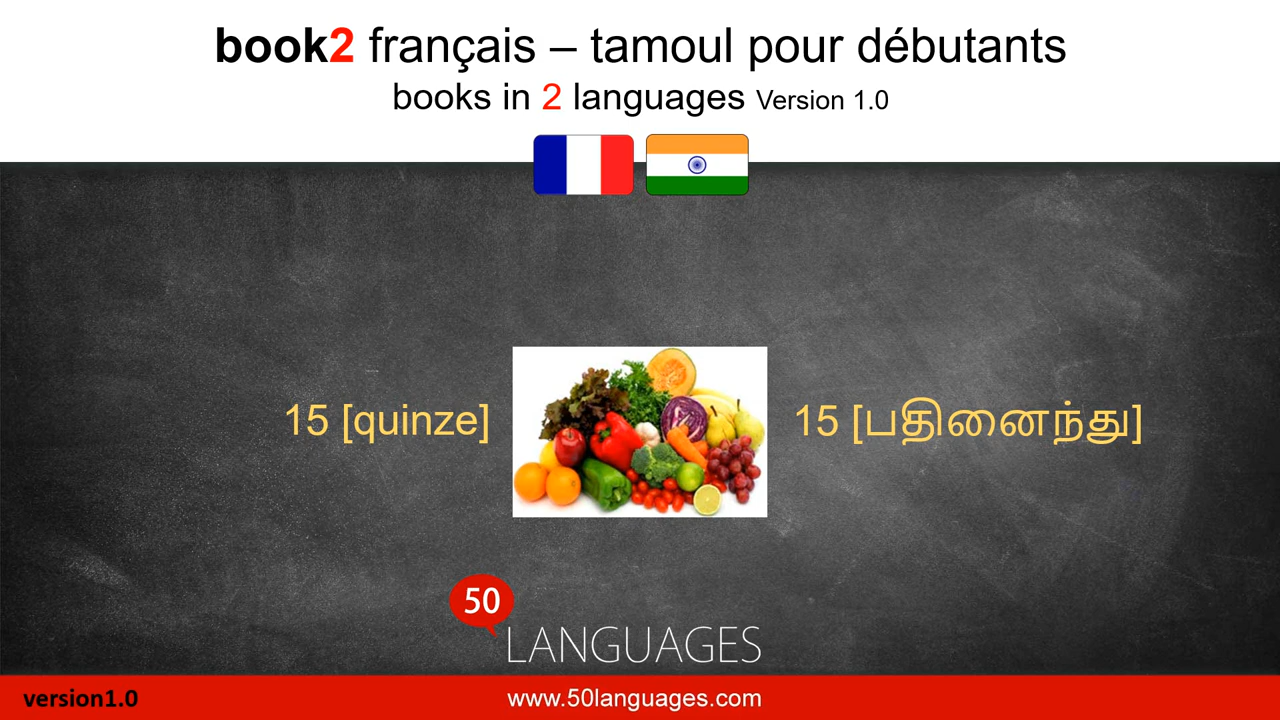 book2 français – tamoul pour débutants
books in 2 languages Version 1.0
15 [quinze]
15 [பதினைந்து]
50
LANGUAGES
version1.0
www.50languages.com